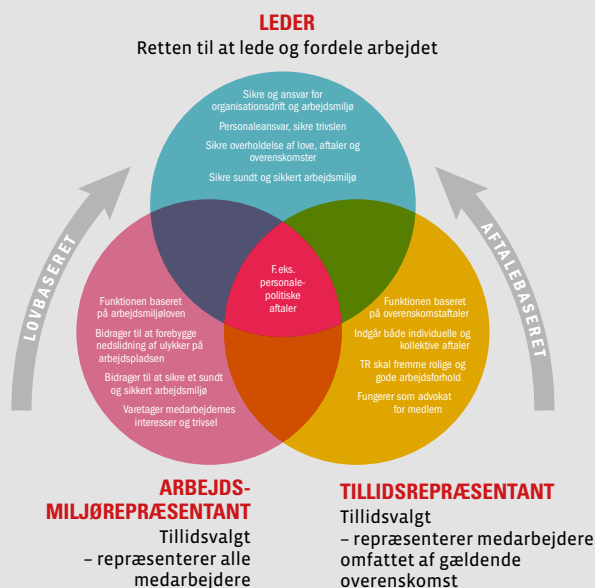 LEDER
Retten til at lede og fordele arbejdet
Sikre og ansvar for
organisationsdrift og arbejdsmiljø
Personaleansvar, sikre trivslen
Sikre overholdelse af love, aftaler og
overenskomster
Sikre sundt og sikkert arbejdsmiljø
LOVBASERET
AFTALEBASERET
F.eks.
personale-
politiske
aftaler
Funktionen baseret
på arbejdsmiljøloven
Bidrager til at forebygge
nedslidning af ulykker på
arbejdspladsen
Bidrager til at sikre et sundt
og sikkert arbejdsmiljø
Varetager medarbejdernes
interesser og trivsel
Funktionen baseret
på overenskomstaftaler
Indgår både individuelle og
kollektive aftaler
TR skal fremme rolige og
gode arbejdsforhold
Fungerer som advokat
for medlem
ARBEJDS-
MILJØREPRÆSENTANT
Tillidsvalgt
– repræsenterer alle
medarbejdere
TILLIDSREPRÆSENTANT
Tillidsvalgt
– repræsenterer medarbejdere
omfattet af gældende
overenskomst